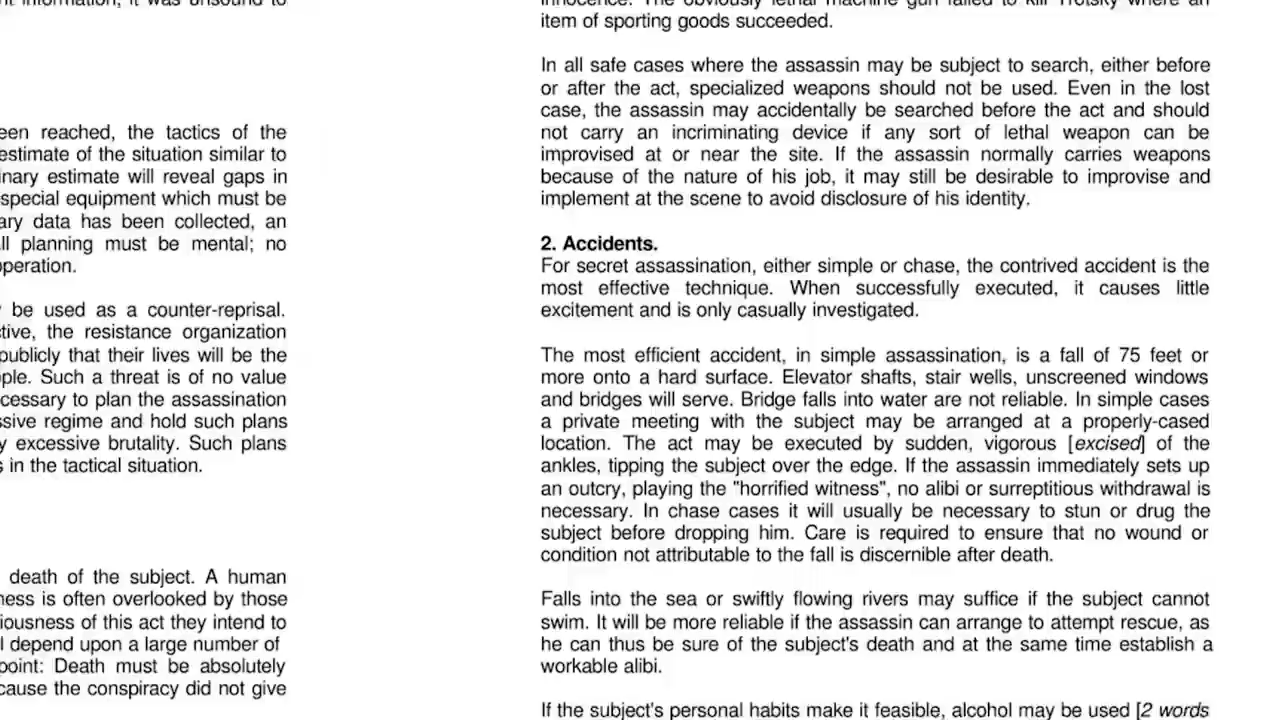 nt information, it was unsound to
een reached, the tactics of the
estimate of the situation similar to
inary estimate will reveal gaps in
special equipment which must be
ary data has been collected, an
ll planning must be mental; no
operation.
be used as a counter-reprisal.
ctive, the resistance organization
publicly that their lives will be the
ple. Such a threat is of no value
cessary to plan the assassination
ssive regime and hold such plans
y excessive brutality. Such plans
s in the tactical situation.
death of the subject. A human
ness is often overlooked by those
iousness of this act they intend to
l depend upon a large number of
point: Death must be absolutely
cause the conspiracy did not give
innocence. The obviously lethal machine gun failed to kill Trotsky where an
item of sporting goods succeeded.
In all safe cases where the assassin may be subject to search, either before
or after the act, specialized weapons should not be used. Even in the lost
case, the assassin may accidentally be searched before the act and should
not carry an incriminating device if any sort of lethal weapon can be
improvised at or near the site. If the assassin normally carries weapons
because of the nature of his job, it may still be desirable to improvise and
implement at the scene to avoid disclosure of his identity.
2. Accidents.
For secret assassination, either simple or chase, the contrived accident is the
most effective technique. When successfully executed, it causes little
excitement and is only casually investigated.
The most efficient accident, in simple assassination, is a fall of 75 feet or
more onto a hard surface. Elevator shafts, stair wells, unscreened windows
and bridges will serve. Bridge falls into water are not reliable. In simple cases
a private meeting with the subject may be arranged at a properly-cased
location. The act may be executed by sudden, vigorous [excised] of the
ankles, tipping the subject over the edge. If the assassin immediately sets up
an outcry, playing the "horrified witness", no alibi or surreptitious withdrawal is
necessary. In chase cases it will usually be necessary to stun or drug the
subject before dropping him. Care is required to ensure that no wound or
condition not attributable to the fall is discernible after death.
Falls into the sea or swiftly flowing rivers may suffice if the subject cannot
swim. It will be more reliable if the assassin can arrange to attempt rescue, as
he can thus be sure of the subject's death and at the same time establish a
workable alibi.
If the subject's personal habits make it feasible, alcohol may be used [2 words